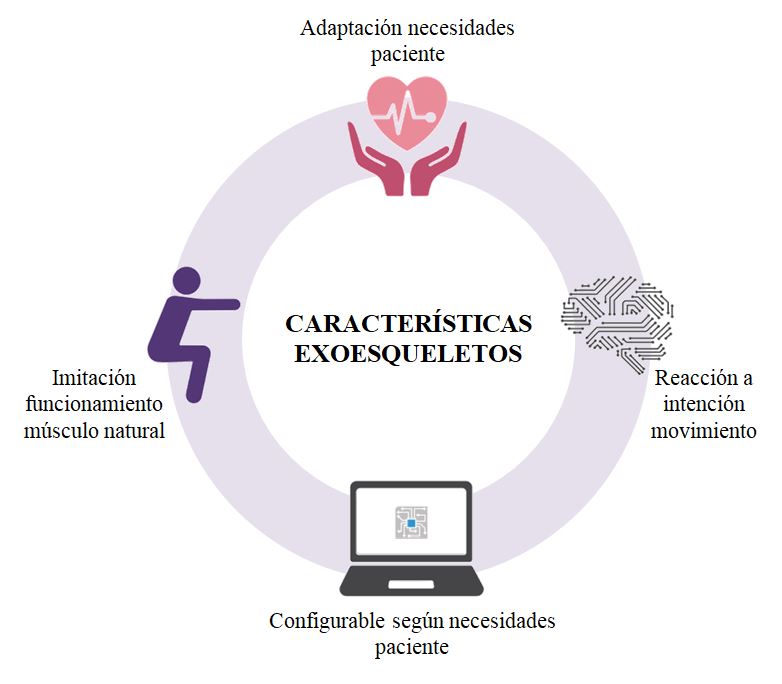 Adaptación necesidades
paciente
CARACTERÍSTICAS
EXOESQUELETOS
Imitación
funcionamiento
músculo natural
Reacción a
intención
movimiento
Configurable según necesidades
paciente